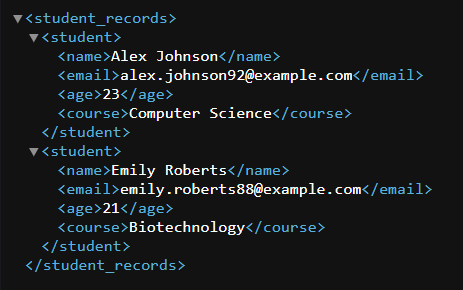 <student_records>
<student>
<name>Alex Johnson</name>
<email>alex.johnson92@example.com</email>
<age>23</age>
<course>Computer Science</course>
</student>
<student>
<name>Emily Roberts</name>
<email>emily.roberts88@example.com</email>
<age>21</age>
<course>Biotechnology</course>
</student>
</student_records>